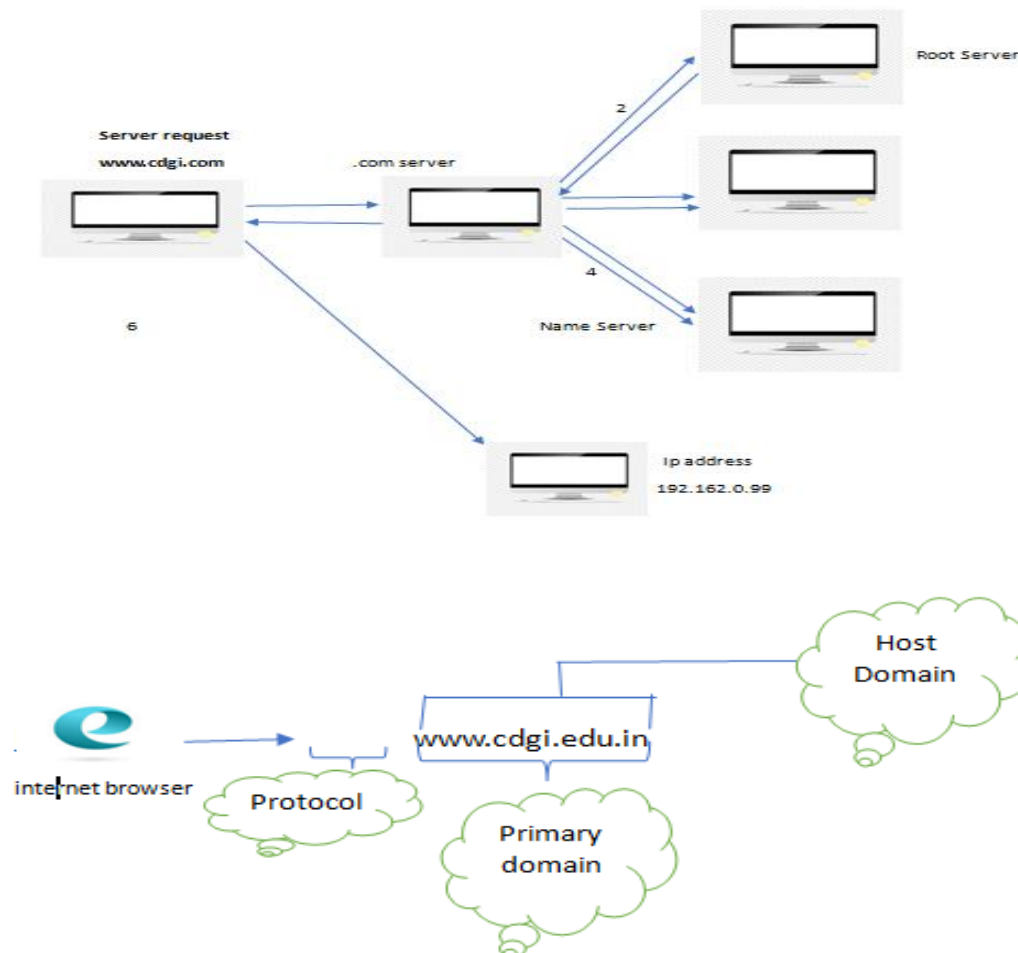 Root Server
2
Server request
www.cdgi.com
.com server
4
Name Server
6
Ip address
192.162.0.99
Host
Domain
www.cdgi.edu.in
internet browser
Protocol
Primary
domain